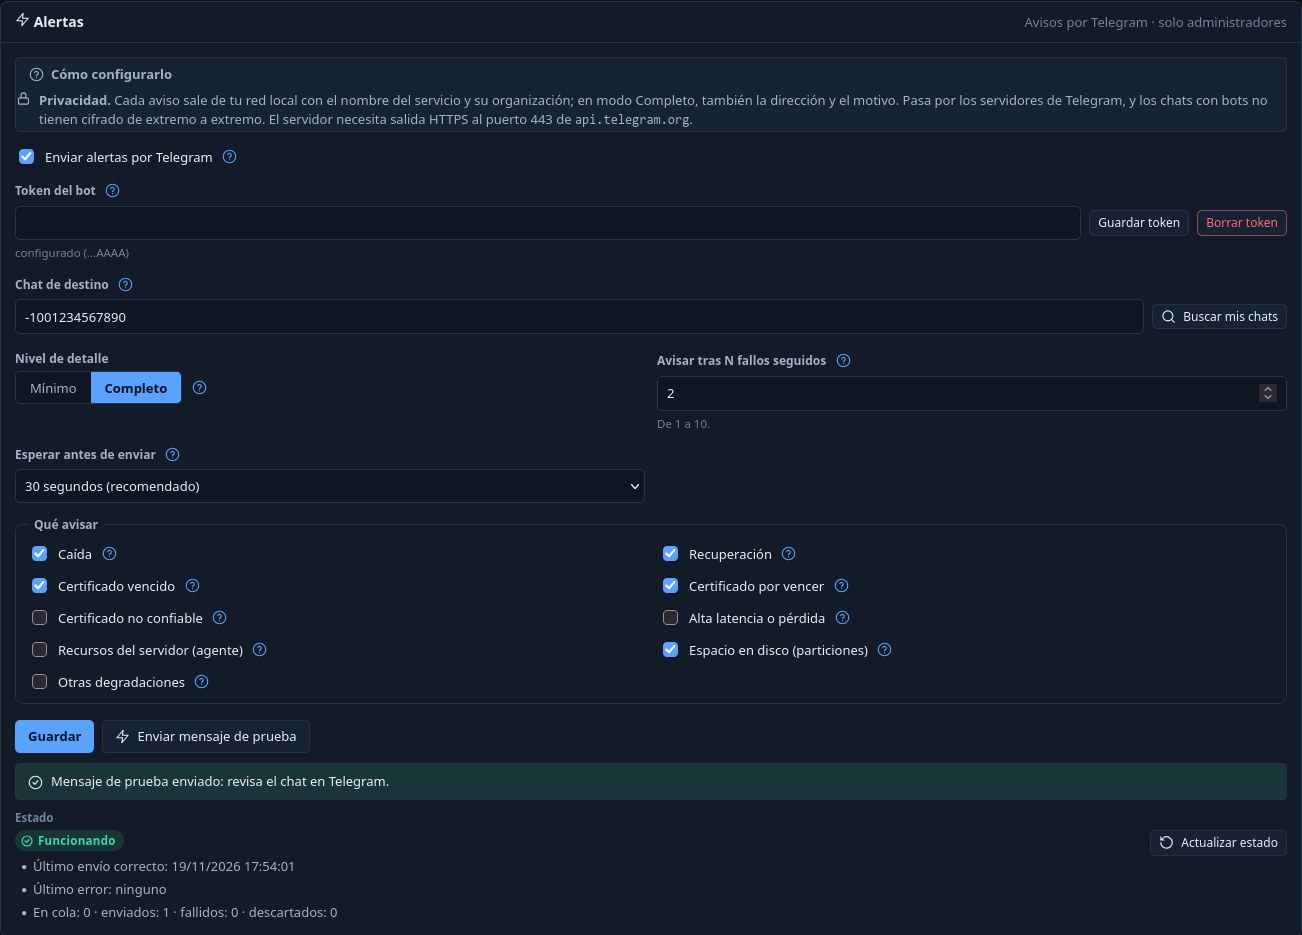 Alertas
Avisos por Telegram · solo administradores
Cómo configurarlo
Privacidad. Cada aviso sale de tu red local con el nombre del servicio y su organización; en modo Completo, también la dirección y el motivo. Pasa por los servidores de Telegram, y los chats con bots no
tienen cifrado de extremo a extremo. El servidor necesita salida HTTPS al puerto 443 de api.telegram.org.
Enviar alertas por Telegram
Token del bot
Guardar token
Borrar token
configurado (…AAAA)
Chat de destino
-1001234567890
Buscar mis chats
Nivel de detalle
Mínimo
Completo
Avisar tras N fallos seguidos
2
De 1 a 10.
Esperar antes de enviar
30 segundos (recomendado)
Qué avisar
Caída
Recuperación
Certificado vencido
Certificado por vencer
Certificado no confiable
Alta latencia o pérdida
Recursos del servidor (agente)
Espacio en disco (particiones)
Otras degradaciones
Guardar
Enviar mensaje de prueba
Mensaje de prueba enviado: revisa el chat en Telegram.
Estado
Funcionando
Actualizar estado
• Último envío correcto: 19/11/2026 17:54:01
• Último error: ninguno
• En cola: 0 · enviados: 1 · fallidos: 0 · descartados: 0